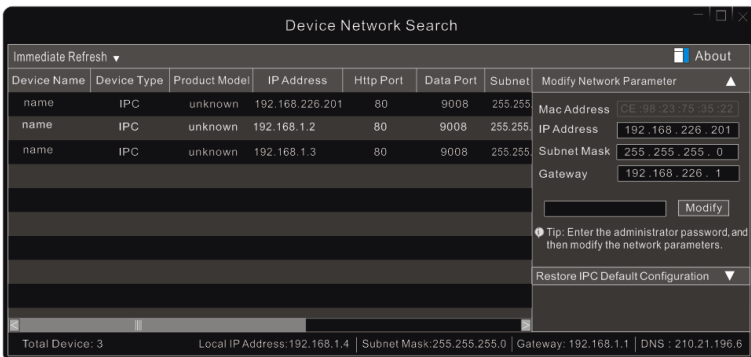 Device Network Search
Immediate Refresh
About
Device Name Device Type Product Model IP Address Http Port Data Port Subnet
name IPC unknown 192.168.226.201 80 9008 255.255
name IPC unknown 192.168.1.2 80 9008 255.255.
name IPC unknown 192.168.1.3 80 9008 255.255.
Modify Network Parameter
Mac Address CE :98 :23 :75 :35 :22
IP Address 192 .168 . 226 . 201
Subnet Mask 255 . 255 . 255 . 0
Gateway 192 .168 . 226 . 1
Modify
Tip: Enter the administrator password, and
then modify the network parameters.
Restore IPC Default Configuration
Total Device: 3 Local IP Address:192.168.1.4 Subnet Mask:255.255.255.0 Gateway: 192.168.1.1 DNS : 210.21.196.6